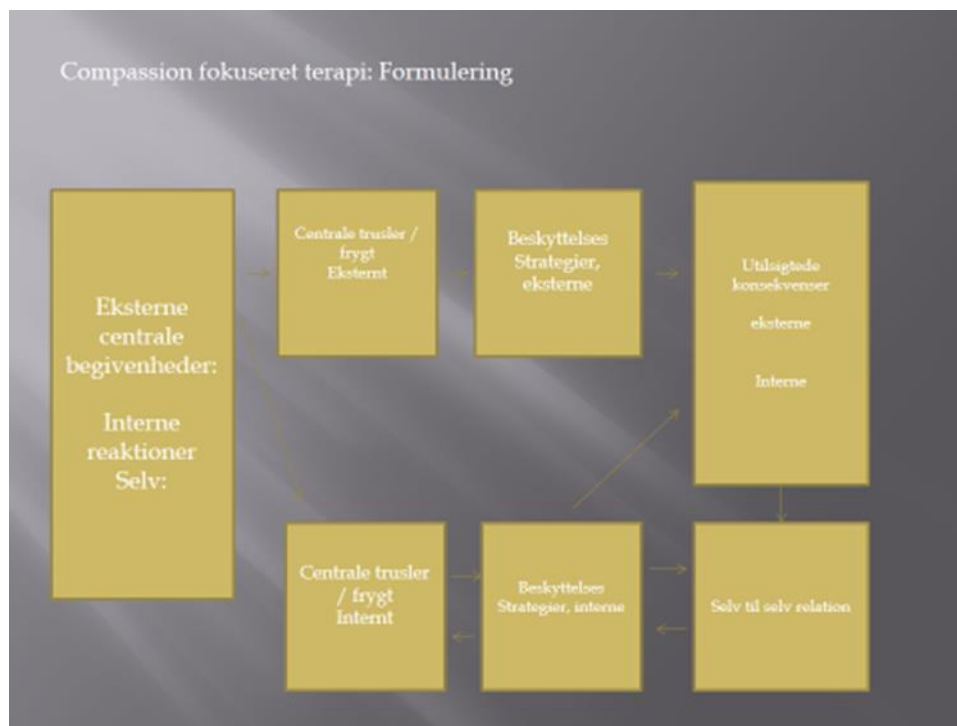 Compassion fokuseret terapi: Formulering
Eksterne
centrale
begivenheder:
Interne
reaktioner
Selv:
Centrale trusler /
frygt
Eksternt
Beskyttelses
Strategier,
eksterne
Utilsigtede
konsekvenser
eksterne
Interne
Centrale trusler
/ frygt
Internt
Beskyttelses
Strategier, interne
Selv til selv relation